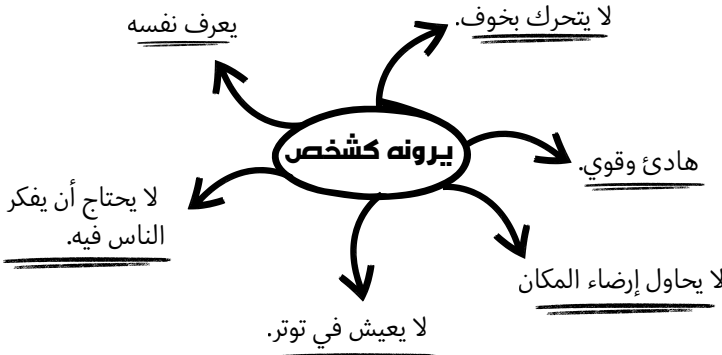 لا يتحرك بخوف.
يعرف نفسه
يرونه كشخص
هادئ وقوي.
لا يحتاج أن يفكر
الناس فيه.
لا يحاول إرضاء المكان
لا يعيش في توتر.